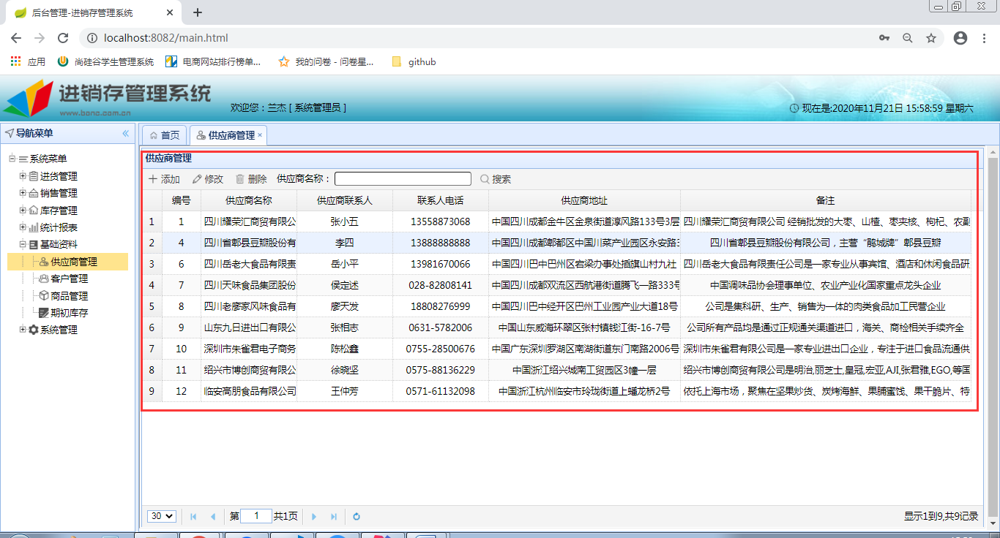 后台管理-进销存管理系统
localhost:8082/main.html
应用 尚硅谷学生管理系统 电商网站排行榜单... 我的问卷 - 问卷星... github
进销存管理系统
欢迎您：兰杰 [ 系统管理员 ]
现在是:2020年11月21日 15:58:59 星期六
导航菜单
系统菜单
进货管理
销售管理
库存管理
统计报表
基础资料
供应商管理
客户管理
商品管理
期初库存
系统管理
首页 供应商管理
供应商管理
添加 修改 删除 供应商名称： 搜索
编号 供应商名称 供应商联系人 联系人电话 供应商地址 备注
1 1 四川耀荣汇商贸有限公 张小五 13558873068 中国四川成都金牛区金泉街道淳风路133号3层 四川耀荣汇商贸有限公司 经销批发的大枣、山楂、枣夹核、枸杞、农副
2 4 四川省郫县豆瓣股份有 李四 13888888888 中国四川成都郫都区中国川菜产业园区永安路3 四川省郫县豆瓣股份有限公司，主营“鹃城牌”郫县豆瓣
3 6 四川岳老大食品有限责 岳小平 13981670066 中国四川巴中巴州区宕梁办事处插旗山村九社 四川岳老大食品有限责任公司是一家专业从事宾馆、酒店和休闲食品研
4 7 四川天味食品集团股份 侯定述 028-82808141 中国四川成都双流区西航港街道腾飞一路333号 中国调味品协会理事单位、农业产业化国家重点龙头企业
5 8 四川老廖家风味食品有 廖天发 18808276999 中国四川巴中经开区巴州工业园产业大道18号 公司是集科研、生产、销售为一体的肉类食品加工民营企业
6 9 山东九日进出口有限公 张相志 0631-5782006 中国山东威海环翠区张村镇钱江街-16-7号 公司所有产品均是通过正规通关渠道进口，海关、商检相关手续齐全
7 10 深圳市朱雀君电子商务 陈松鑫 0755-28500676 中国广东深圳罗湖区南湖街道东门南路2006号 深圳市朱雀君有限公司是一家专业进出口企业，专注于进口食品流通供
8 11 绍兴市博创商贸有限公 徐晓坚 0575-88136229 中国浙江绍兴城南工贸园区3幢一层 绍兴市博创商贸有限公司是明治,丽芝士,皇冠,宏亚,AJI,张君雅,EGO,等国
9 12 临安高朋食品有限公司 王仲芳 0571-61132098 中国浙江杭州临安市玲珑街道上蟠龙桥2号 依托上海市场，聚焦在坚果炒货、炭烤海鲜、果脯蜜饯、果干脆片、特
30 第 1 共1页 显示1到9,共9记录